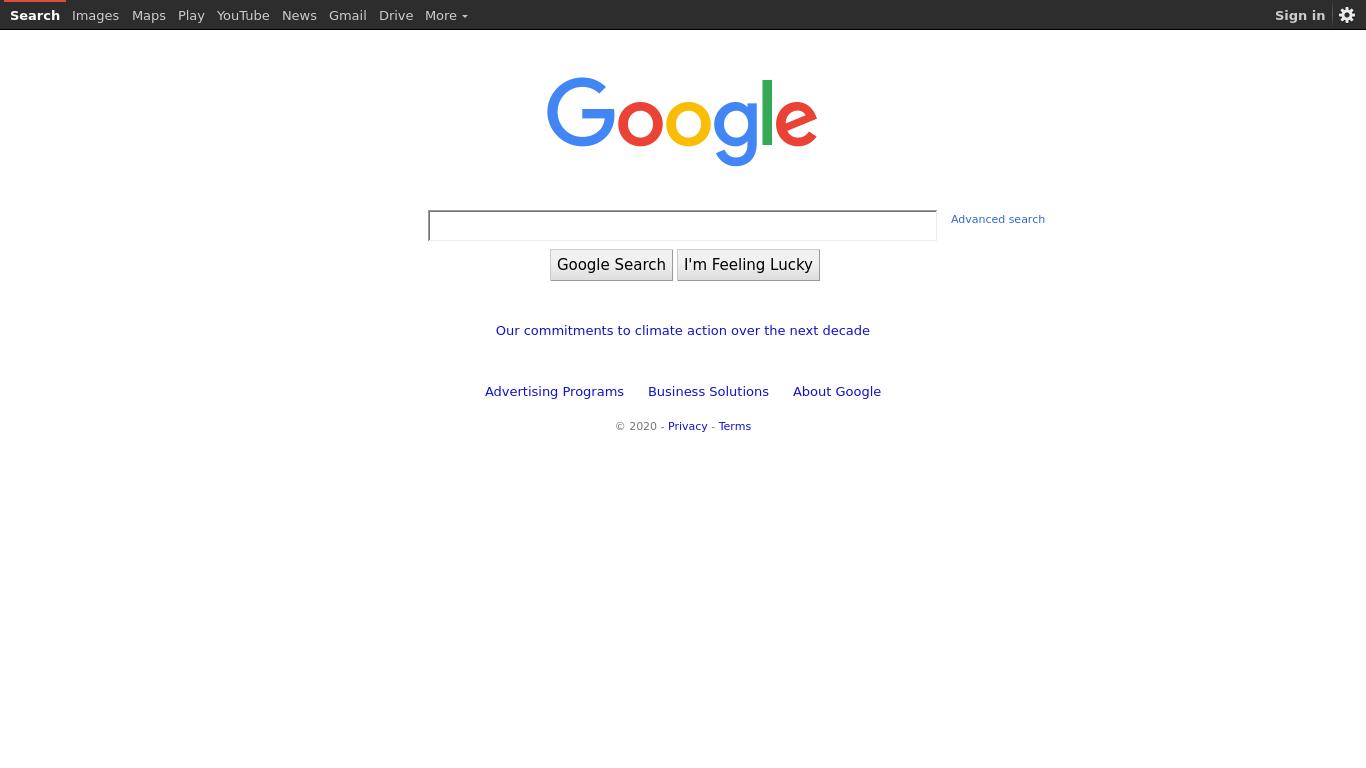 Search Images Maps Play YouTube News Gmail Drive More Sign in
Google
Advanced search
Google Search I'm Feeling Lucky
Our commitments to climate action over the next decade
Advertising Programs Business Solutions About Google
© 2020 - Privacy - Terms